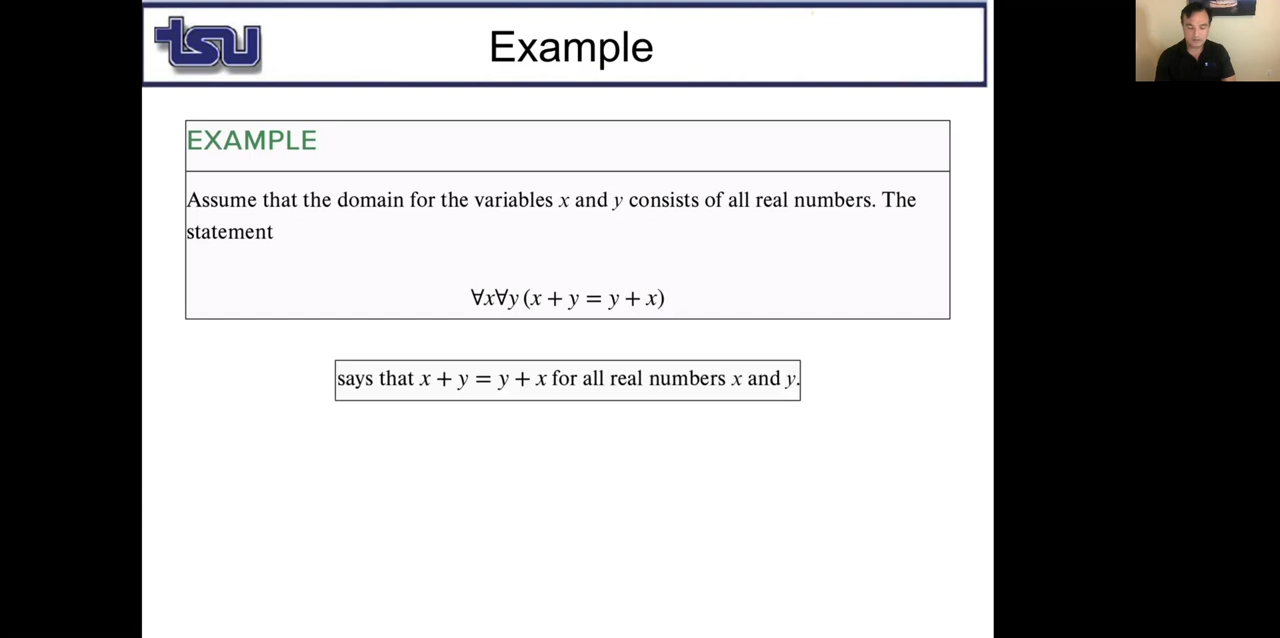 tsu
Example
EXAMPLE
Assume that the domain for the variables x and y consists of all real numbers. The
statement
∀x∀y (x + y = y + x)
says that x + y = y + x for all real numbers x and y.